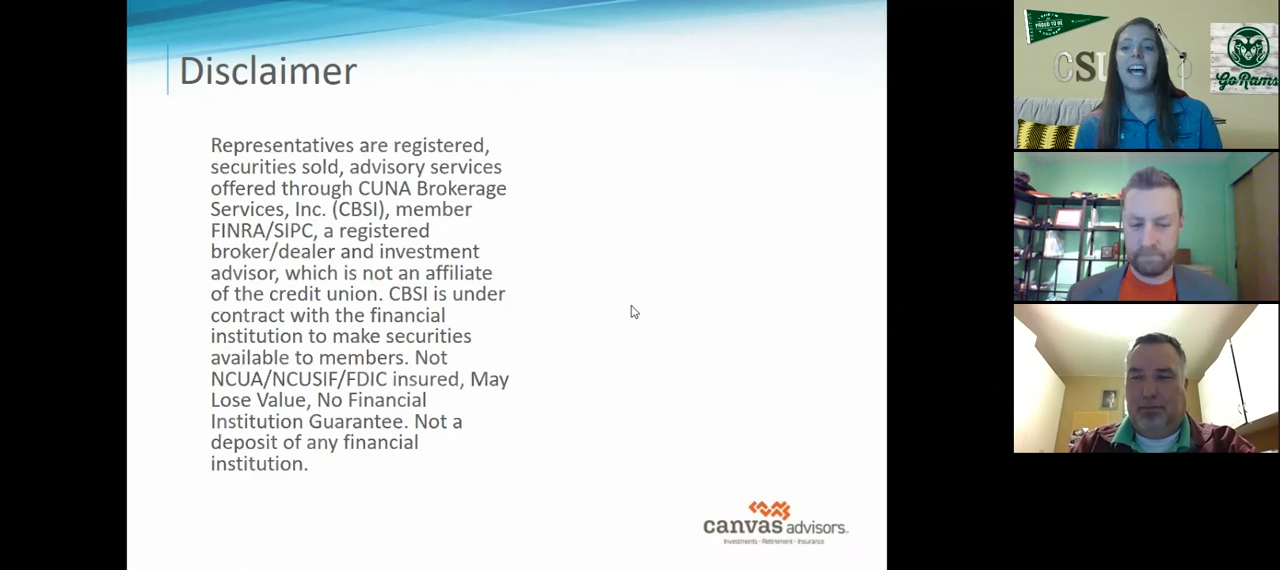 Disclaimer
Representatives are registered,
securities sold, advisory services
offered through CUNA Brokerage
Services, Inc. (CBSI), member
FINRA/SIPC, a registered
broker/dealer and investment
advisor, which is not an affiliate
of the credit union. CBSI is under
contract with the financial
institution to make securities
available to members. Not
NCUA/NCUSIF/FDIC insured, May
Lose Value, No Financial
Institution Guarantee. Not a
deposit of any financial
institution.
canvas advisors
Investments - Retirement - Insurance
PROUD TO BE
CSU
Go Rams